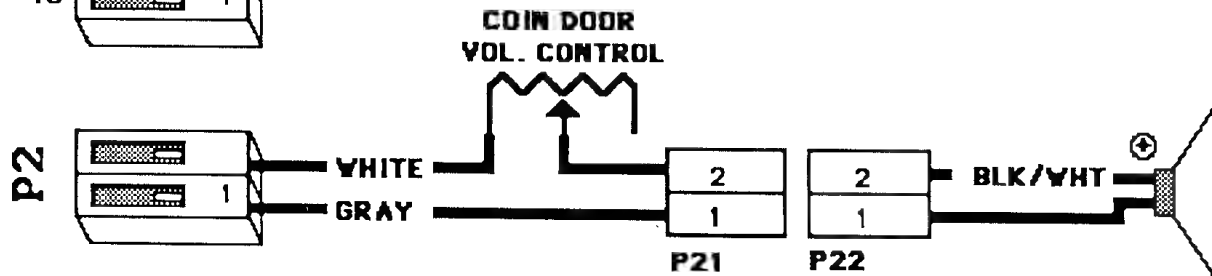 COIN DOOR
VOL. CONTROL
P2
WHITE
1
GRAY
2
1
P21
2
1
P22
BLK/WHT
+